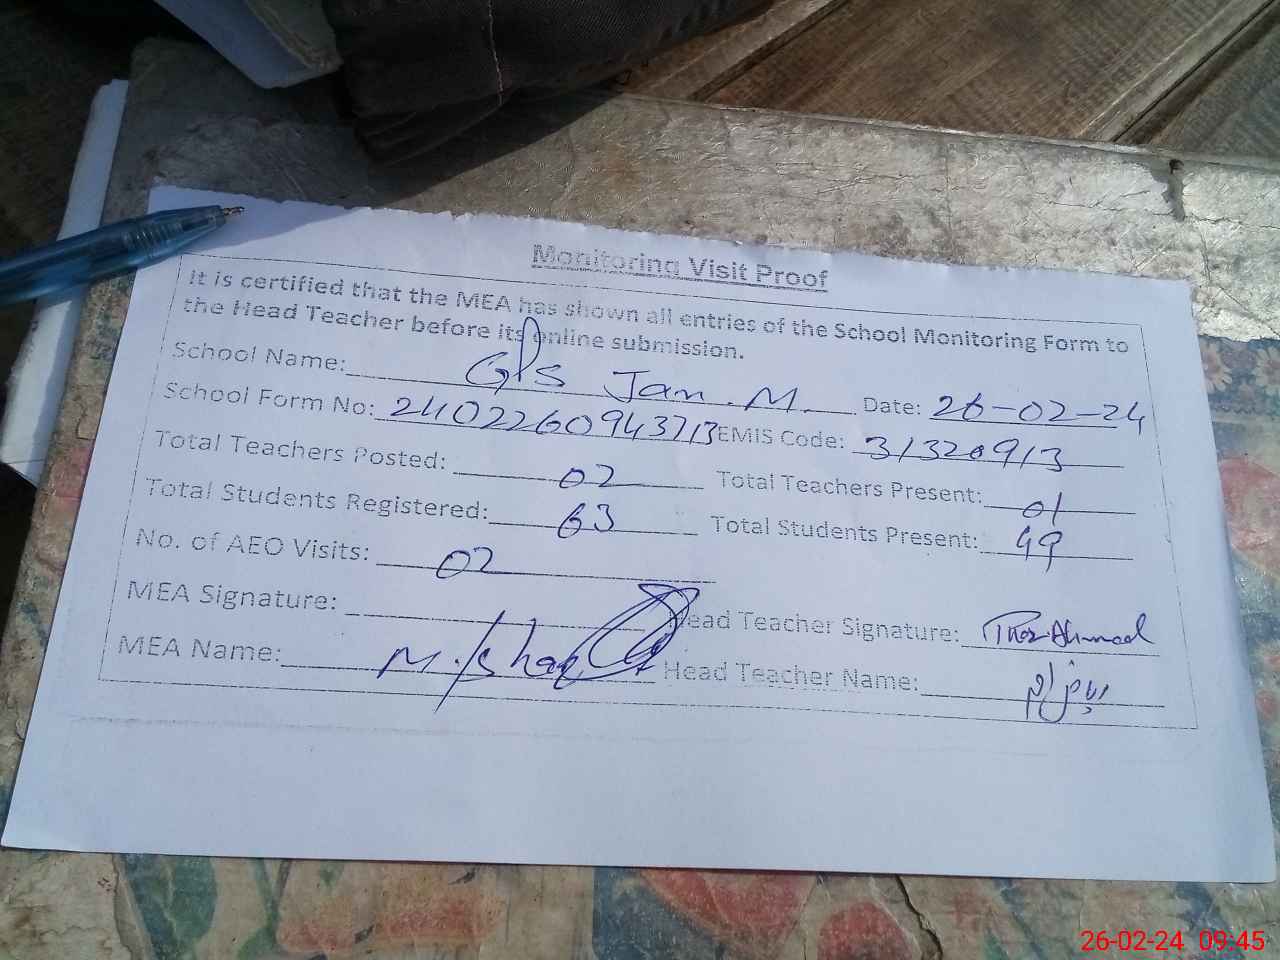 Monitoring Visit Proof
It is certified that the MEA has shown all entries of the School Monitoring Form to
the Head Teacher before its online submission.
School Name: GPS Jan.M. Date: 26-02-24
School Form No: 2402260943713 EMIS Code: 31320913
Total Teachers Posted: 02 Total Teachers Present: 01
Total Students Registered: 63 Total Students Present: 49
No. of AEO Visits: 02
MEA Signature: Head Teacher Signature: Ahmad
MEA Name: M. Head Teacher Name:
26-02-24 09:45